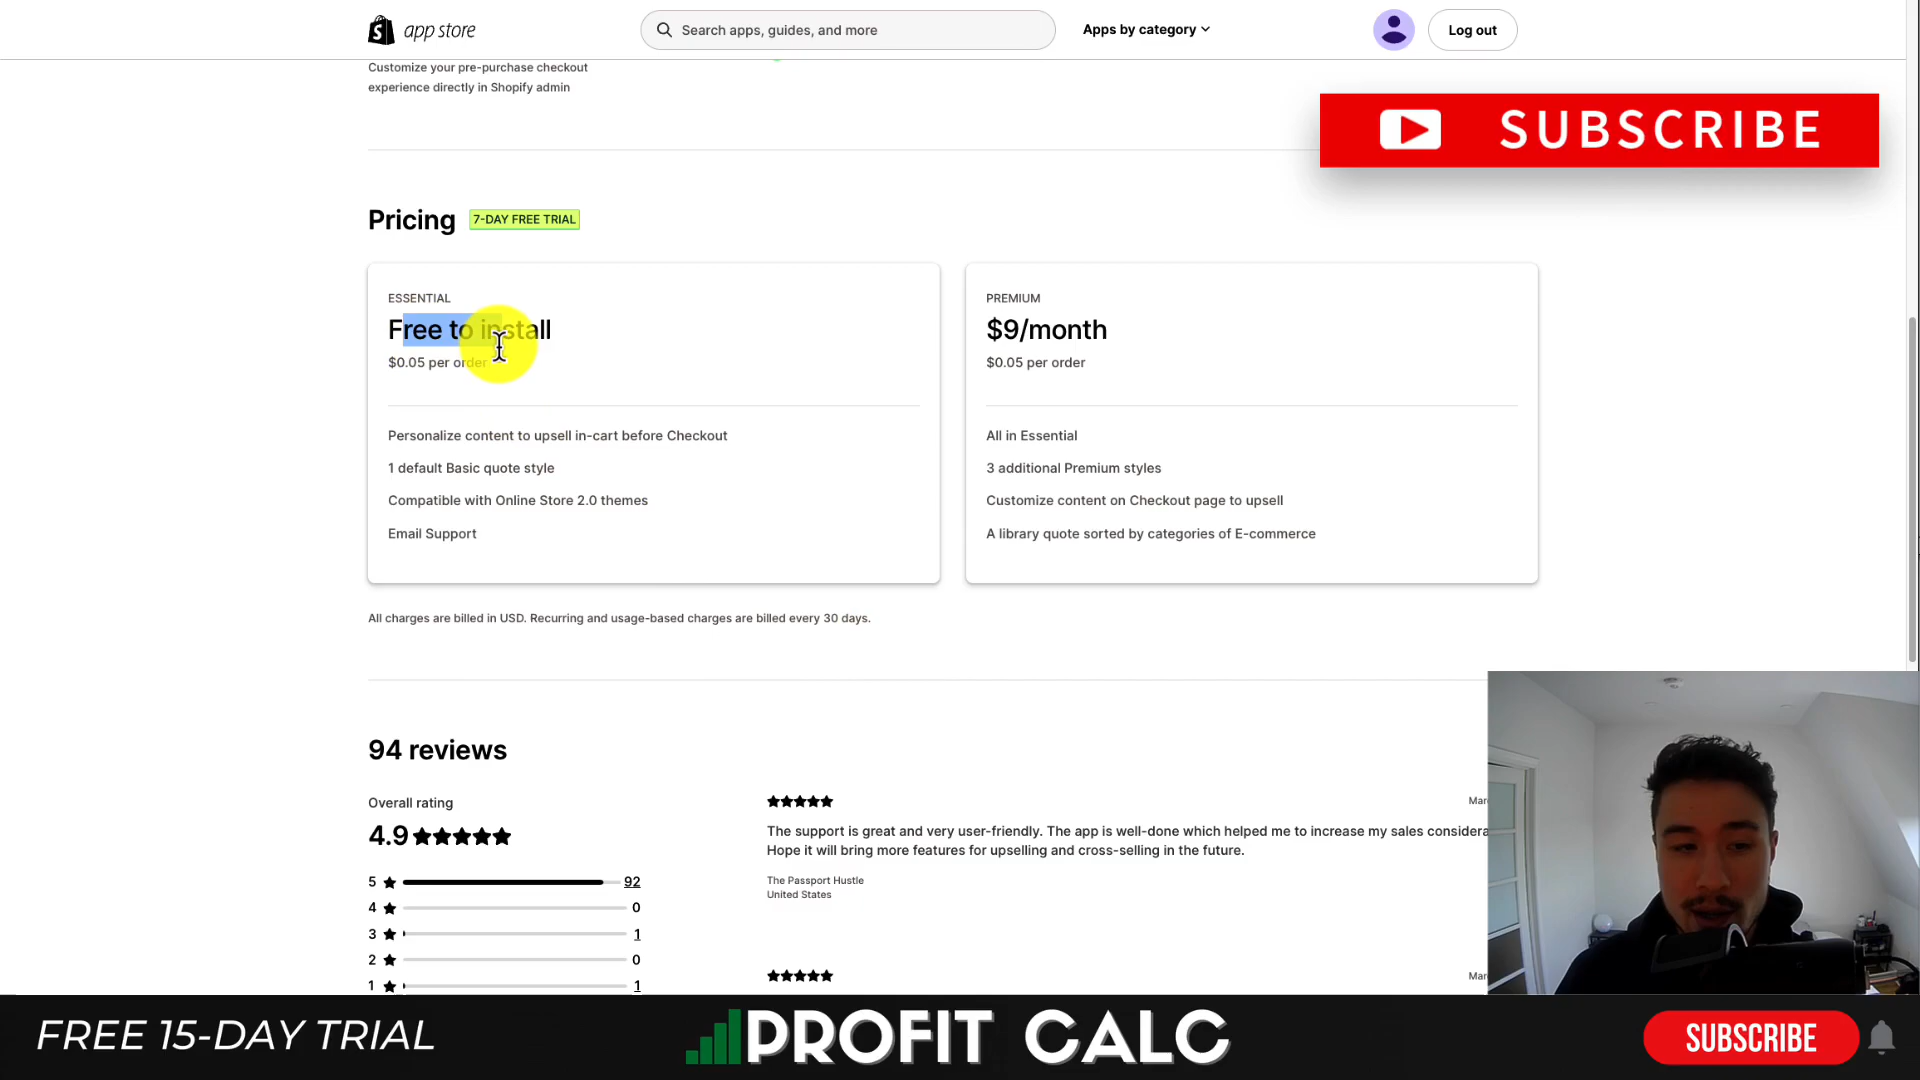 app store
Search apps, guides, and more
Apps by category
Log out
Customize your pre-purchase checkout
experience directly in Shopify admin
SUBSCRIBE
Pricing
7-DAY FREE TRIAL
ESSENTIAL
Free to install
$0.05 per order
Personalize content to upsell in-cart before Checkout
1 default Basic quote style
Compatible with Online Store 2.0 themes
Email Support
PREMIUM
$9/month
$0.05 per order
All in Essential
3 additional Premium styles
Customize content on Checkout page to upsell
A library quote sorted by categories of E-commerce
All charges are billed in USD. Recurring and usage-based charges are billed every 30 days.
94 reviews
Overall rating
4.9
5 92
4 0
3 1
2 0
1 1
The support is great and very user-friendly. The app is well-done which helped me to increase my sales
Hope it will bring more features for upselling and cross-selling in the future.
The Passport Hustle
United States
FREE 15-DAY TRIAL
PROFIT CALC
SUBSCRIBE